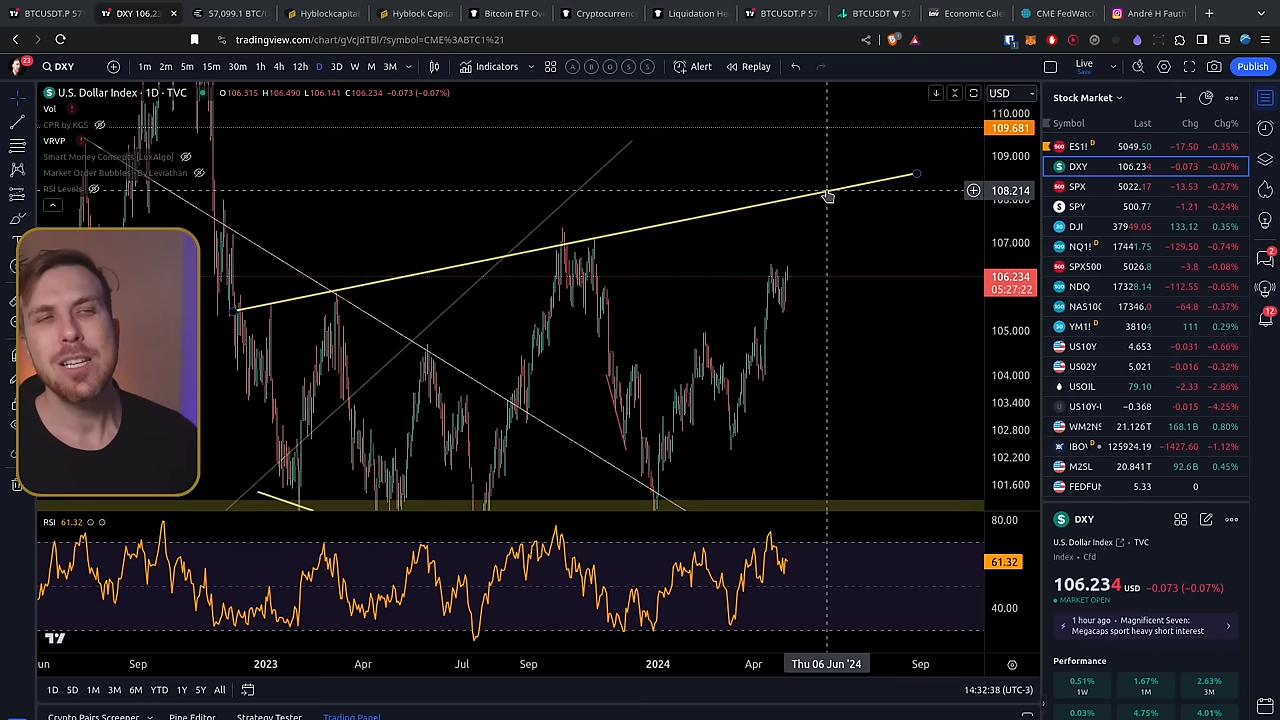 BTCUSDT.P 57
DXY 106.23
57,099.1 BTC/U
Hyblockcapital
Hyblock Capita
Bitcoin ETF Ove
Cryptocurrency
Liquidation He
BTCUSDT.P 57
BTCUSDT ▼ 57
Economic Cale
CME FedWatch
André H Fauth
tradingview.com/chart/gVcjdTBl/?symbol=CME%3ABTC1%21
23
DXY
1m 2m 5m 15m 30m 1h 4h 12h D 3D W M 3M
Indicators
A B O S S
Alert
Replay
Live
Save
Publish
U.S. Dollar Index · 1D · TVC
O106.315 H106.490 L106.141 C106.234 -0.073 (-0.07%)
USD
Vol
CPR by KGS
VRVP
Smart Money Concepts [LuxAlgo]
Market Order Bubbles - By Leviathan
RSI Levels
110.000
109.681
109.000
108.214
108.000
107.000
106.234
05:27:22
105.000
104.000
103.400
102.800
102.200
101.600
RSI 61.32
80.00
61.32
40.00
Sep
2023
Apr
Jul
Sep
2024
Apr
Thu 06 Jun '24
Sep
1D 5D 1M 3M 6M YTD 1Y 5Y All
14:32:38 (UTC-3)
Crypto Pairs Screener
Pine Editor
Strategy Tester
Trading Panel
Stock Market
Symbol Last Chg Chg%
ES1! D 5049.50 -17.50 -0.35%
DXY 106.234 -0.073 -0.07%
SPX 5022.17 -13.53 -0.27%
SPY 500.77 -1.21 -0.24%
DJI 37949.05 133.12 0.35%
NQ1! D 17441.75 -129.50 -0.74%
SPX500 5026.8 -3.8 -0.08%
NDQ 17328.14 -112.55 -0.65%
NAS100 17346.0 -64.8 -0.37%
YM1! D 38104 111 0.29%
US10Y 4.653 -0.031 -0.66%
US02Y 5.021 -0.016 -0.32%
USOIL 79.10 -2.33 -2.86%
US10Y-U -0.368 -0.015 -4.25%
WM2NS 21.126T 168.1B 0.80%
IBOV D 125924.19 -1427.60 -1.12%
M2SL 20.841T 92.6B 0.45%
FEDFUN 5.33 0
2
12
DXY
U.S. Dollar Index · TVC
Index · Cfd
106.234 USD -0.073 (-0.07%)
MARKET OPEN
1 hour ago · Magnificent Seven:
Megacaps sport heavy short interest
Performance
0.51% 1.67% 2.63%
1W 1M 3M
4.75% 4.01%